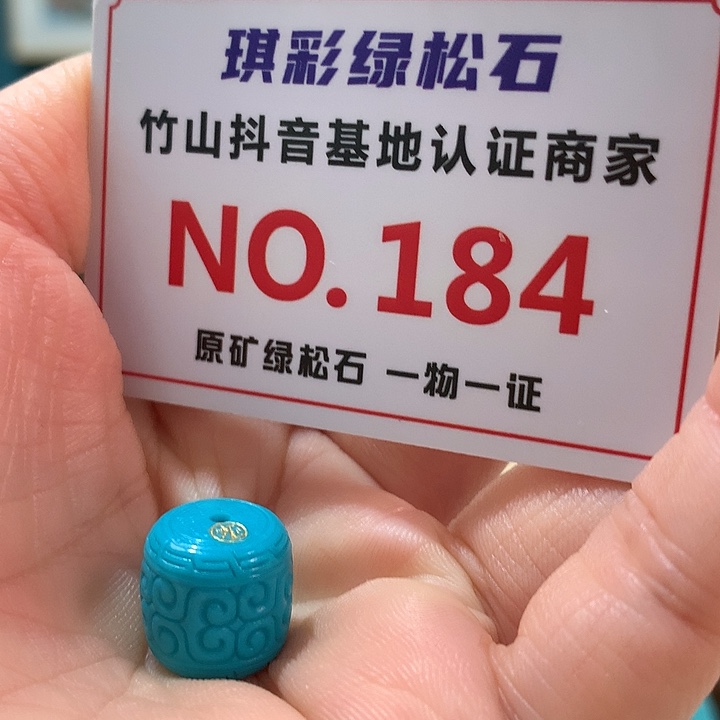 琪彩绿松石
竹山抖音基地认证商家
NO.184
原矿绿松石 一物一证